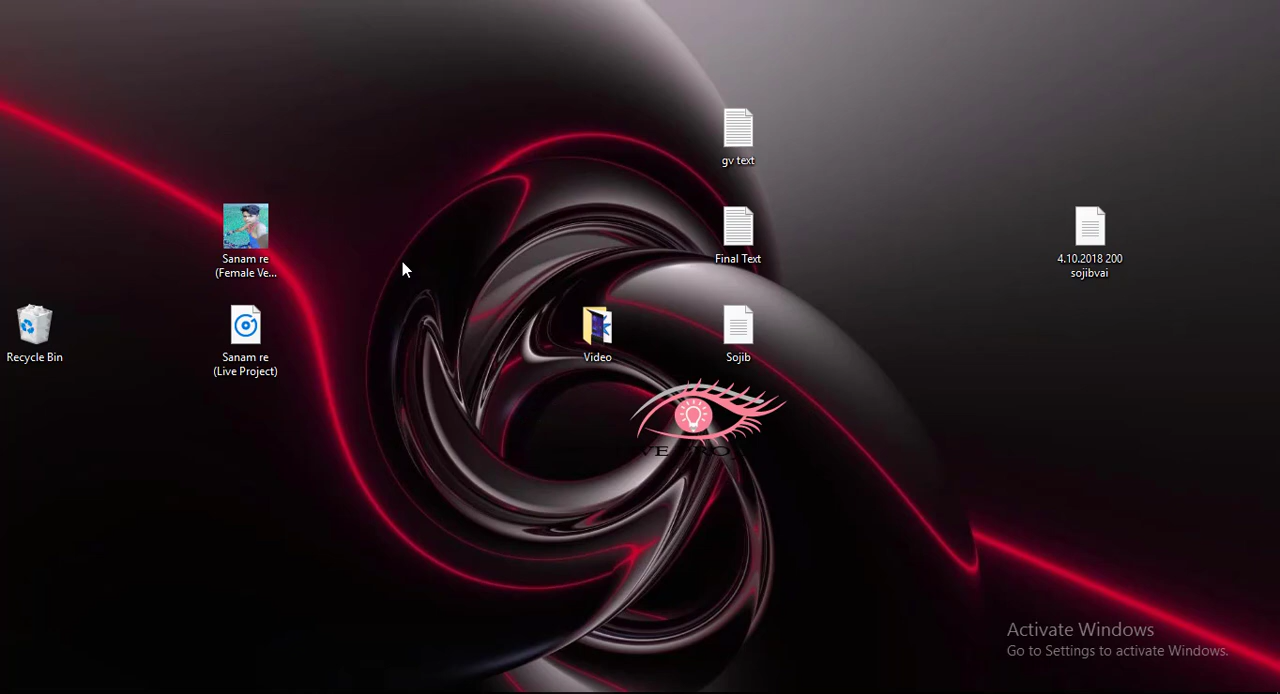 gv text
Sanam re
(Female Ve...
Final Text
4.10.2018 200
sojibvai
Recycle Bin
Sanam re
(Live Project)
Video
Sojib
Activate Windows
Go to Settings to activate Windows.